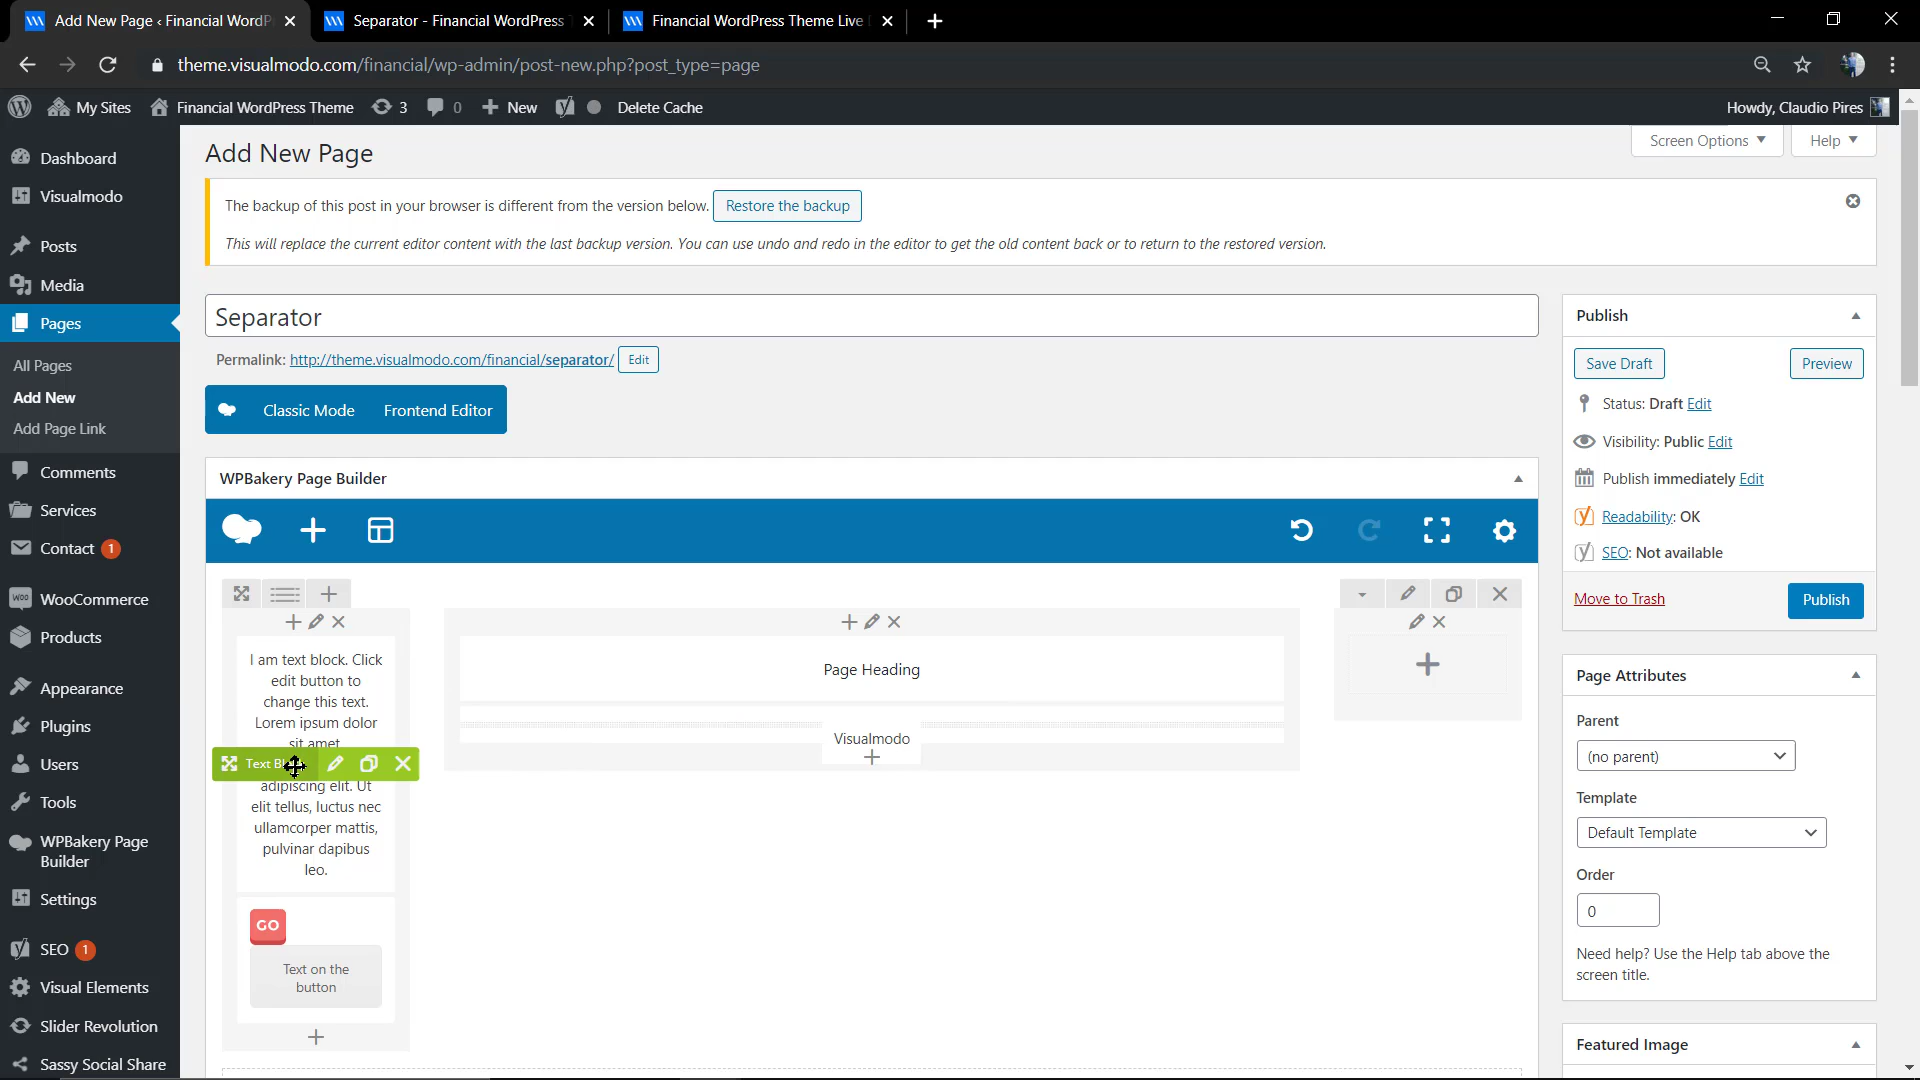 Add New Page ‹ Financial WordP
Separator - Financial WordPress
Financial WordPress Theme Live
theme.visualmodo.com/financial/wp-admin/post-new.php?post_type=page
My Sites
Financial WordPress Theme
3
0
New
Delete Cache
Howdy, Claudio Pires
Dashboard
Visualmodo
Posts
Media
Pages
All Pages
Add New
Add Page Link
Comments
Services
Contact 1
WooCommerce
Products
Appearance
Plugins
Users
Tools
WPBakery Page
Builder
Settings
SEO 1
Visual Elements
Slider Revolution
Sassy Social Share
Add New Page
Screen Options
Help
The backup of this post in your browser is different from the version below. Restore the backup
This will replace the current editor content with the last backup version. You can use undo and redo in the editor to get the old content back or to return to the restored version.
Separator
Permalink: http://theme.visualmodo.com/financial/separator/ Edit
Classic Mode
Frontend Editor
WPBakery Page Builder
I am text block. Click
edit button to
change this text.
Lorem ipsum dolor
sit amet
Text
adipiscing elit. Ut
elit tellus, luctus nec
ullamcorper mattis,
pulvinar dapibus
leo.
GO
Text on the
button
Page Heading
Visualmodo
Publish
Save Draft
Preview
Status: Draft Edit
Visibility: Public Edit
Publish immediately Edit
Readability: OK
SEO: Not available
Move to Trash
Publish
Page Attributes
Parent
(no parent)
Template
Default Template
Order
0
Need help? Use the Help tab above the
screen title.
Featured Image